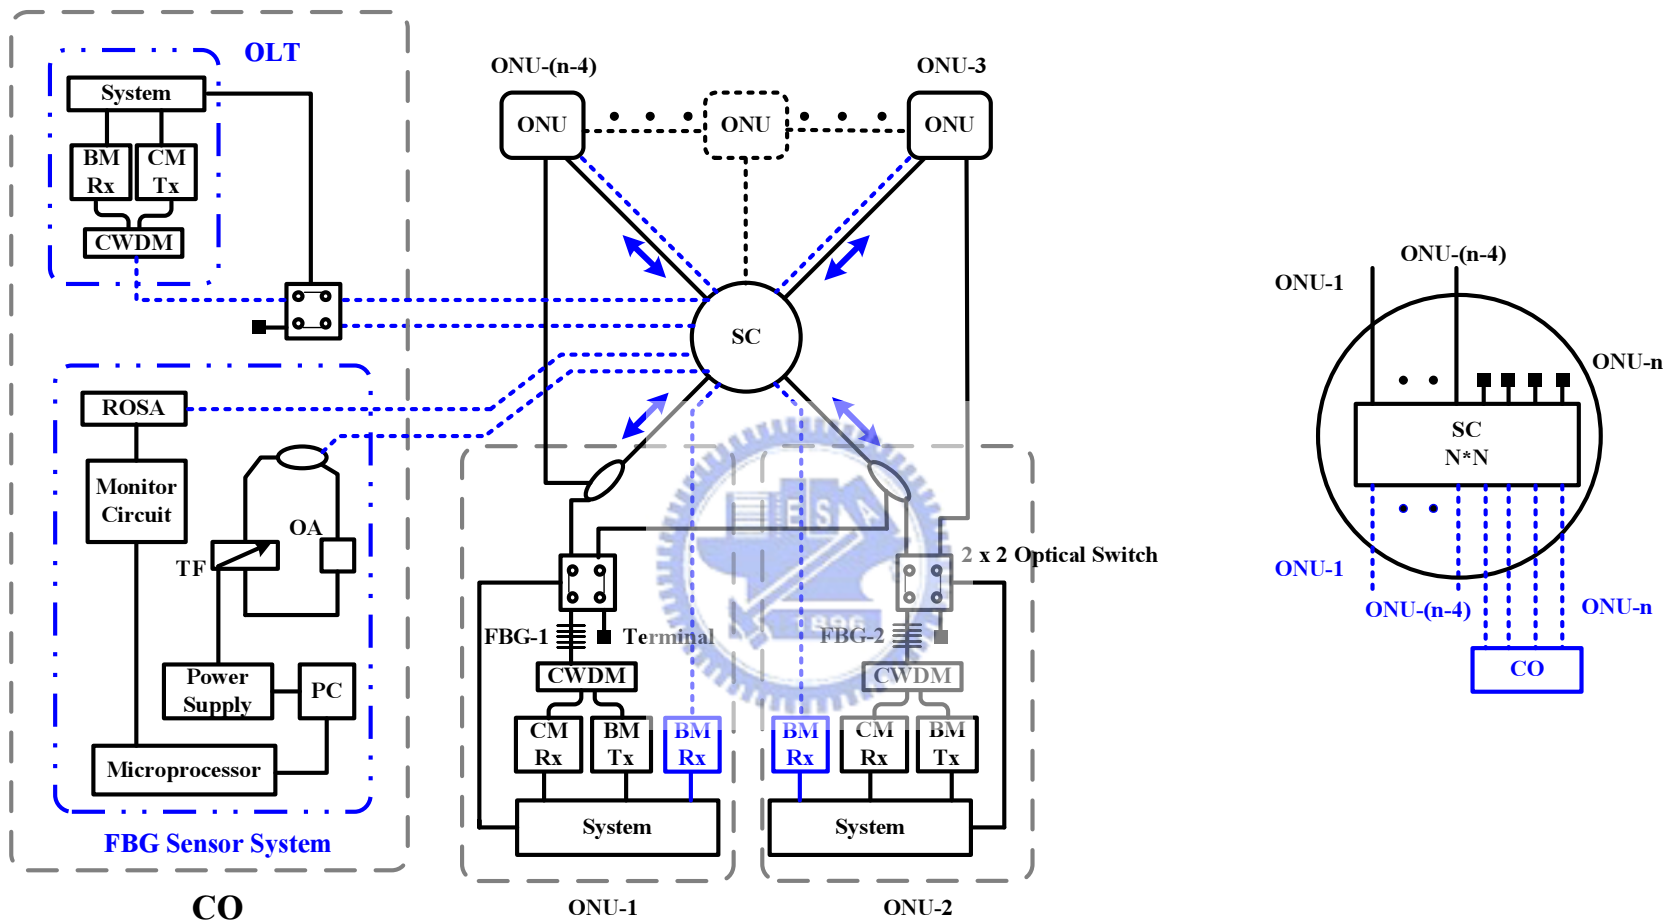 OLT
System
BM
Rx
CM
Tx
CWDM
ROSA
Monitor
Circuit
OA
TF
Power
Supply
PC
Microprocessor
FBG Sensor System
CO
ONU-(n-4)
ONU-3
ONU
ONU
ONU
SC
2 x 2 Optical Switch
FBG-1
Terminal
CWDM
CM
Rx
BM
Tx
BM
Rx
System
ONU-1
FBG-2
CWDM
BM
Rx
CM
Rx
BM
Tx
System
ONU-2
E S A
1896
ONU-(n-4)
ONU-1
ONU-n
SC
N*N
ONU-1
ONU-(n-4)
ONU-n
CO